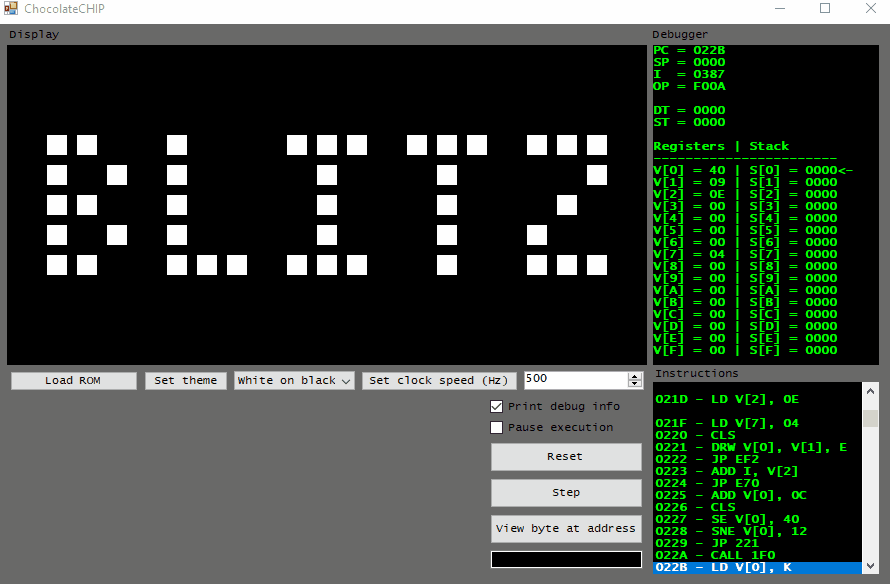 ChocolateCHIP
Display
BLITZ
Debugger
PC = 022B
SP = 0000
I  = 0387
OP = F00A
DT = 0000
ST = 0000
Registers | Stack
-----------------------
V[0] = 40 | S[0] = 0000<-
V[1] = 09 | S[1] = 0000
V[2] = 0E | S[2] = 0000
V[3] = 00 | S[3] = 0000
V[4] = 00 | S[4] = 0000
V[5] = 00 | S[5] = 0000
V[6] = 00 | S[6] = 0000
V[7] = 04 | S[7] = 0000
V[8] = 00 | S[8] = 0000
V[9] = 00 | S[9] = 0000
V[A] = 00 | S[A] = 0000
V[B] = 00 | S[B] = 0000
V[C] = 00 | S[C] = 0000
V[D] = 00 | S[D] = 0000
V[E] = 00 | S[E] = 0000
V[F] = 00 | S[F] = 0000
Load ROM
Set theme
White on black
Set clock speed (Hz)
500
Print debug info
Pause execution
Reset
Step
View byte at address
Instructions
021D - LD V[2], 0E
021F - LD V[7], 04
0220 - CLS
0221 - DRW V[0], V[1], E
0222 - JP EF2
0223 - ADD I, V[2]
0224 - JP E70
0225 - ADD V[0], 0C
0226 - CLS
0227 - SE V[0], 40
0228 - SNE V[0], 12
0229 - JP 221
022A - CALL 1F0
022B - LD V[0], K